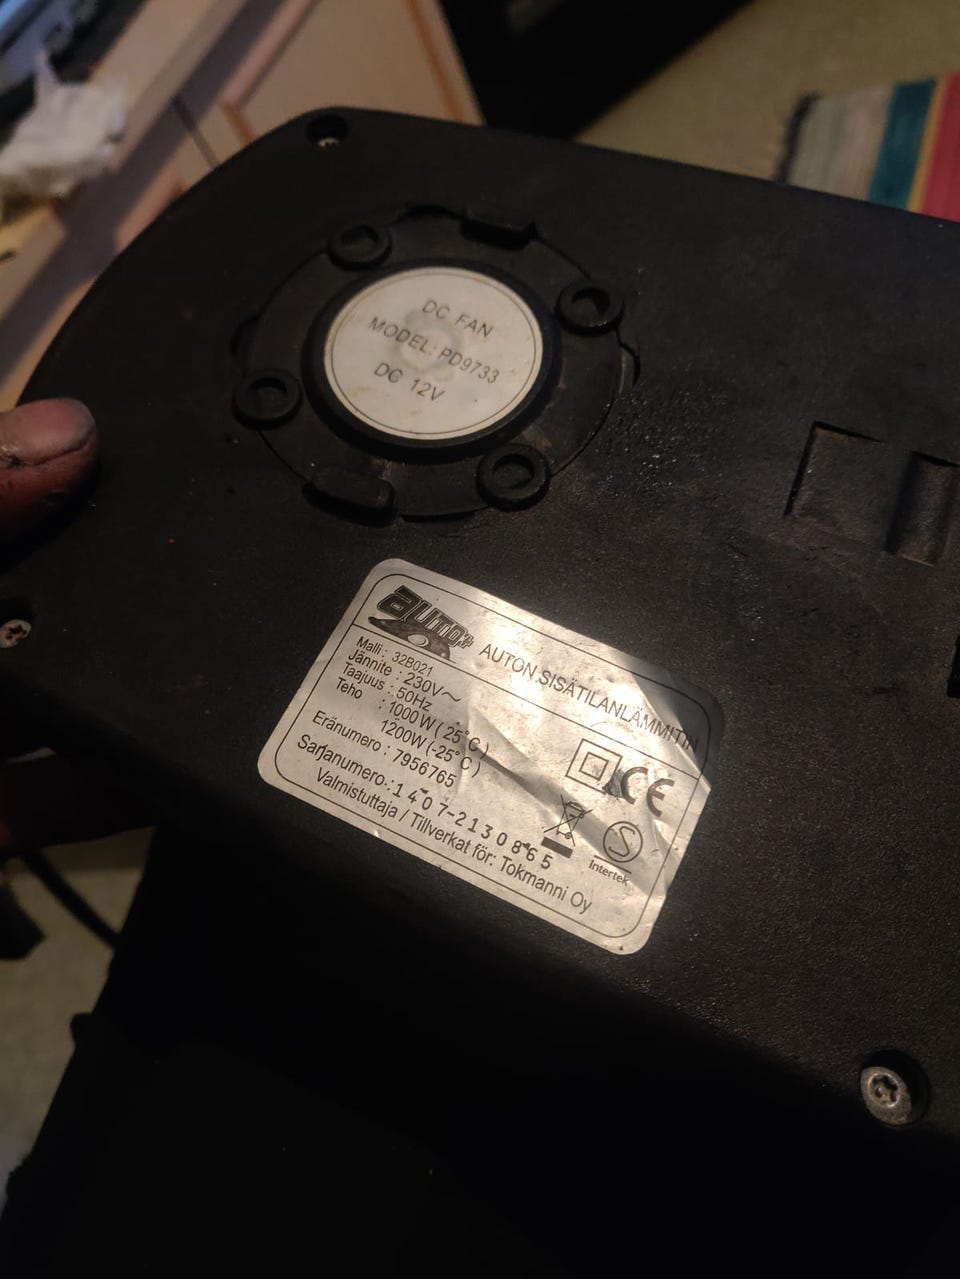 DC FAN
MODEL: PD9733
DC 12V
AUTO+
AUTON SISÄTILANLÄMMITIN
Malli : 32B021
Jännite : 230V～
Taajuus : 50Hz
Teho : 1000W ( 25°C )
1200W (-25°C )
Eränumero : 7956765
Sarjanumero : 1407-2130865
Valmistuttaja / Tillverkat för: Tokmanni Oy
CE
S
Intertek